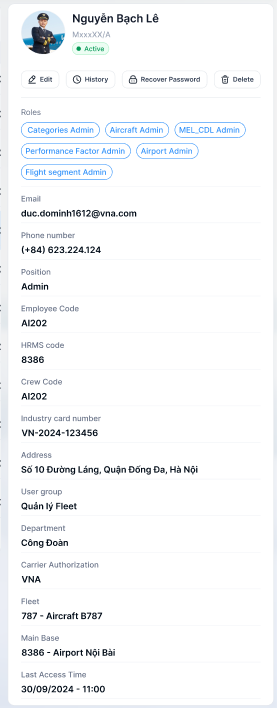 Nguyễn Bạch Lê
MxxxXX/A
Active
Edit
History
Recover Password
Delete
Roles
Categories Admin
Aircraft Admin
MEL_CDL Admin
Performance Factor Admin
Airport Admin
Flight segment Admin
Email
duc.dominh1612@vna.com
Phone number
(+84) 623.224.124
Position
Admin
Employee Code
AI202
HRMS code
8386
Crew Code
AI202
Industry card number
VN-2024-123456
Address
Số 10 Đường Láng, Quận Đống Đa, Hà Nội
User group
Quản lý Fleet
Department
Công Đoàn
Carrier Authorization
VNA
Fleet
787 - Aircraft B787
Main Base
8386 - Airport Nội Bài
Last Access Time
30/09/2024 - 11:00